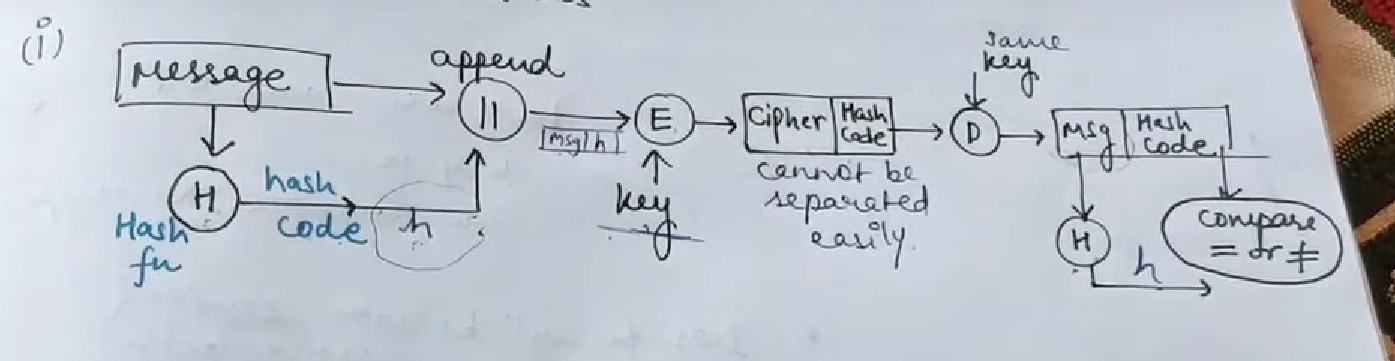 (i)
Message
append
||
msg|h
E
key
Cipher
Hash
Code
cannot be
separated
easily.
same
key
D
Msg
Hash
Code
H
hash
code
h
Hash
fn
H
h
compare
= or ≠